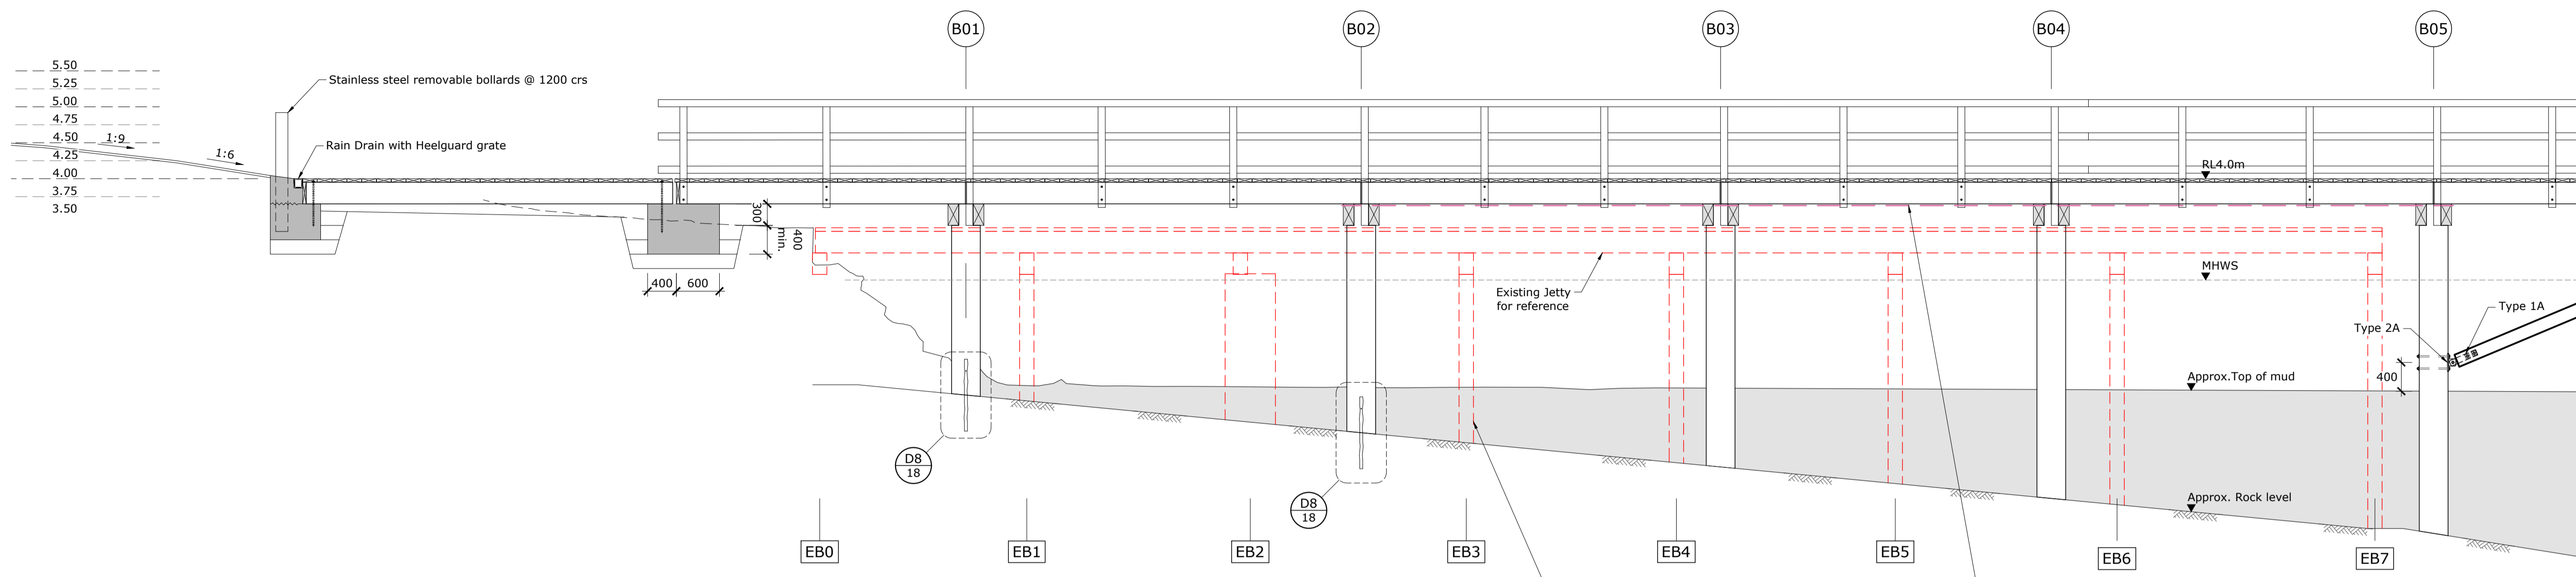 B01
B02
B03
B04
B05
5.50
5.25
5.00
4.75
4.50
4.25
4.00
3.75
3.50
1:9
1:6
Stainless steel removable bollards @ 1200 crs
Rain Drain with Heelguard grate
RL4.0m
300
400
min.
400
600
Existing Jetty
for reference
MHWS
Type 1A
Type 2A
400
Approx.Top of mud
Approx. Rock level
D8
18
D8
18
EB0
EB1
EB2
EB3
EB4
EB5
EB6
EB7